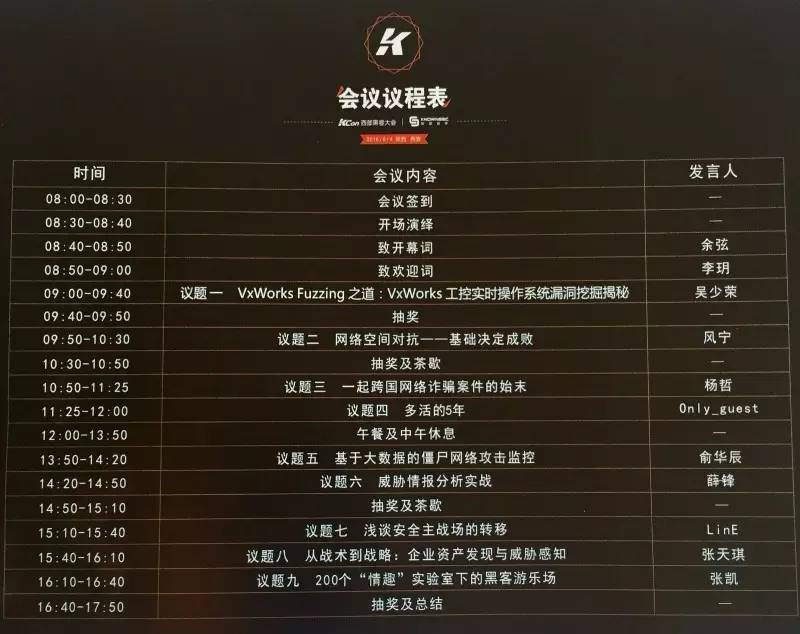 K
会议议程表
KCon 西部黑客大会 | KNOWNSEC
2016/6/4 陕西 西安
时间 会议内容 发言人
08:00-08:30 会议签到 —
08:30-08:40 开场演绎 —
08:40-08:50 致开幕词 余弦
08:50-09:00 致欢迎词 李玥
09:00-09:40 议题一 VxWorks Fuzzing 之道：VxWorks 工控实时操作系统漏洞挖掘揭秘 吴少荣
09:40-09:50 抽奖 —
09:50-10:30 议题二 网络空间对抗——基础决定成败 风宁
10:30-10:50 抽奖及茶歇 —
10:50-11:25 议题三 一起跨国网络诈骗案件的始末 杨哲
11:25-12:00 议题四 多活的5年 Only_guest
12:00-13:50 午餐及中午休息 —
13:50-14:20 议题五 基于大数据的僵尸网络攻击监控 俞华辰
14:20-14:50 议题六 威胁情报分析实战 薛锋
14:50-15:10 抽奖及茶歇 —
15:10-15:40 议题七 浅谈安全主战场的转移 LinE
15:40-16:10 议题八 从战术到战略：企业资产发现与威胁感知 张天琪
16:10-16:40 议题九 200个“情趣”实验室下的黑客游乐场 张凯
16:40-17:50 抽奖及总结 —